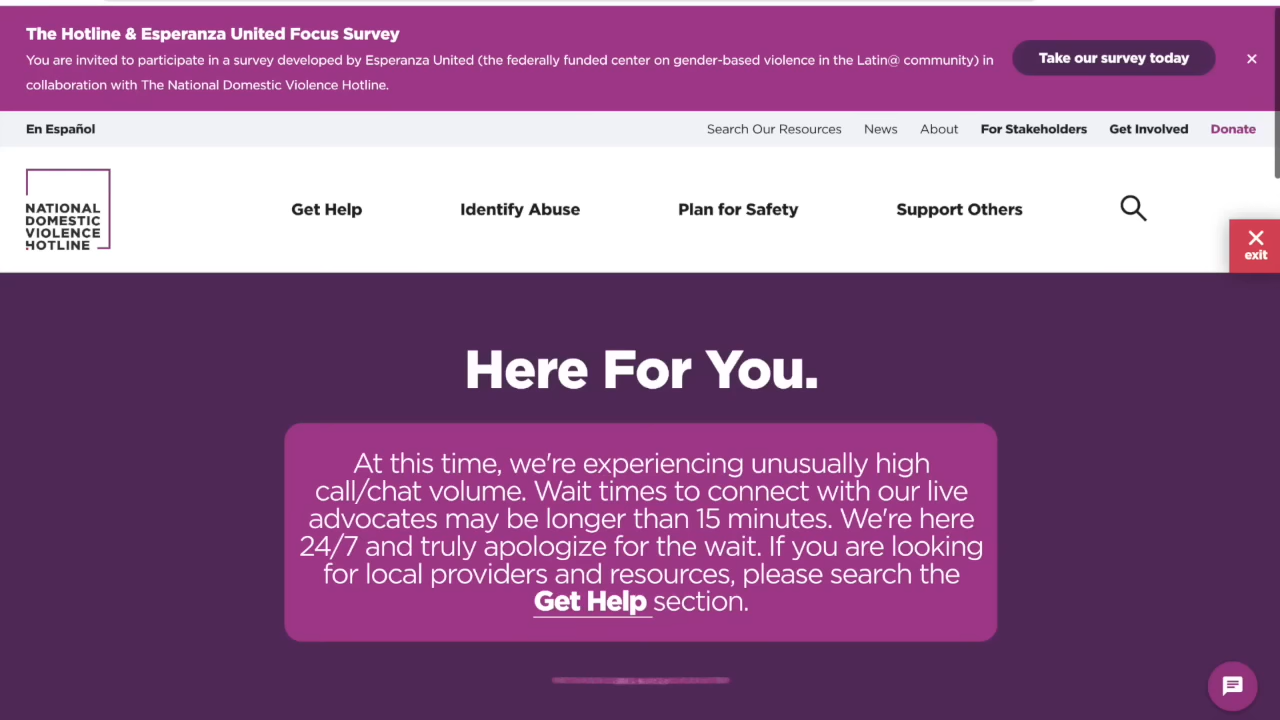 The Hotline & Esperanza United Focus Survey
You are invited to participate in a survey developed by Esperanza United (the federally funded center on gender-based violence in the Latin@ community) in
collaboration with The National Domestic Violence Hotline.
Take our survey today
En Español
Search Our Resources
News
About
For Stakeholders
Get Involved
Donate
NATIONAL
DOMESTIC
VIOLENCE
HOTLINE
Get Help
Identify Abuse
Plan for Safety
Support Others
exit
Here For You.
At this time, we're experiencing unusually high
call/chat volume. Wait times to connect with our live
advocates may be longer than 15 minutes. We're here
24/7 and truly apologize for the wait. If you are looking
for local providers and resources, please search the
Get Help section.